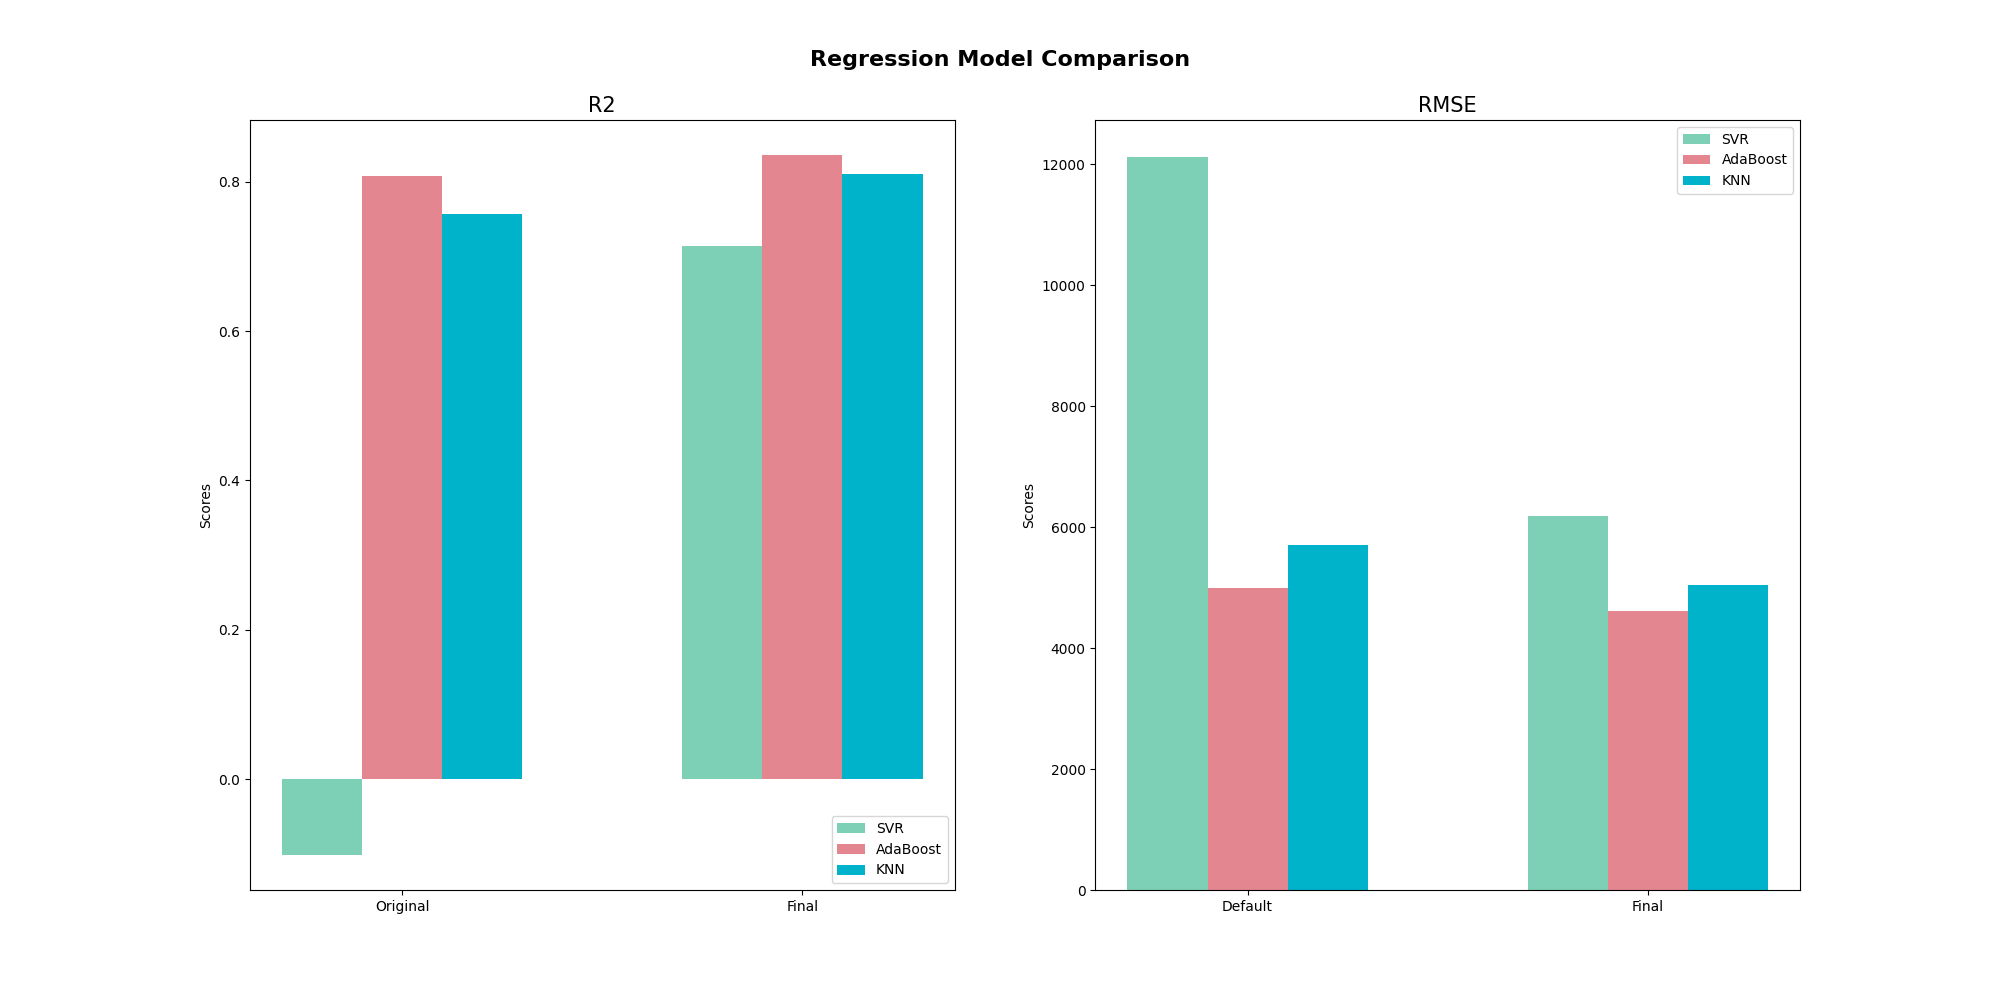 Regression Model Comparison
R2
Scores
0.8
0.6
0.4
0.2
0.0
Original
Final
SVR
AdaBoost
KNN
RMSE
Scores
12000
10000
8000
6000
4000
2000
0
Default
Final
SVR
AdaBoost
KNN